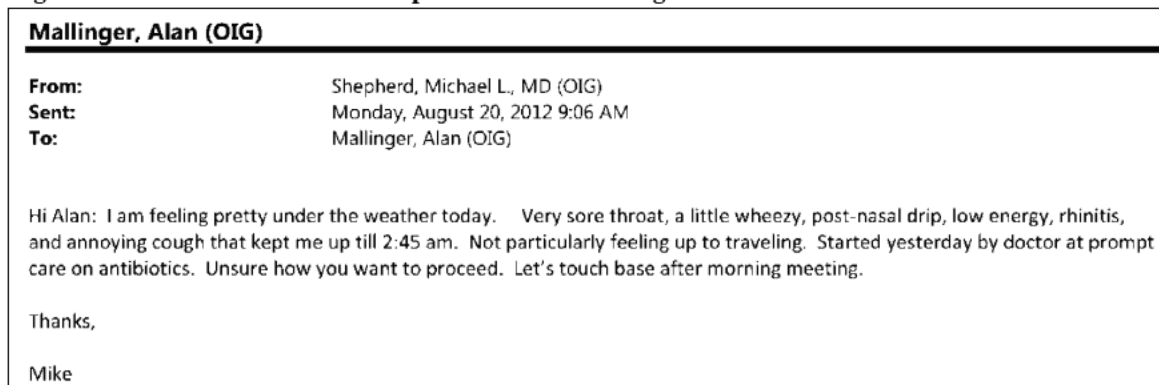 Mallinger, Alan (OIG)
From: Shepherd, Michael L., MD (OIG)
Sent: Monday, August 20, 2012 9:06 AM
To: Mallinger, Alan (OIG)
Hi Alan: I am feeling pretty under the weather today. Very sore throat, a little wheezy, post-nasal drip, low energy, rhinitis,
and annoying cough that kept me up till 2:45 am. Not particularly feeling up to traveling. Started yesterday by doctor at prompt
care on antibiotics. Unsure how you want to proceed. Let's touch base after morning meeting.
Thanks,
Mike